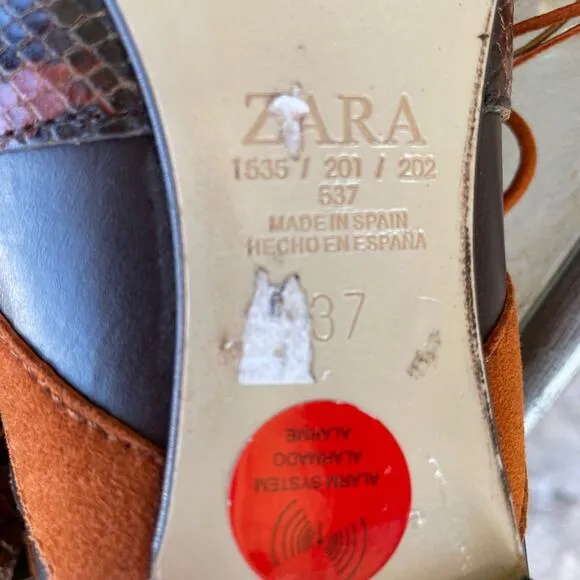 ZARA
1535 / 201 / 202
537
MADE IN SPAIN
HECHO EN ESPAÑA
37
ALARM SYSTEM
ALARMADO
ALARME